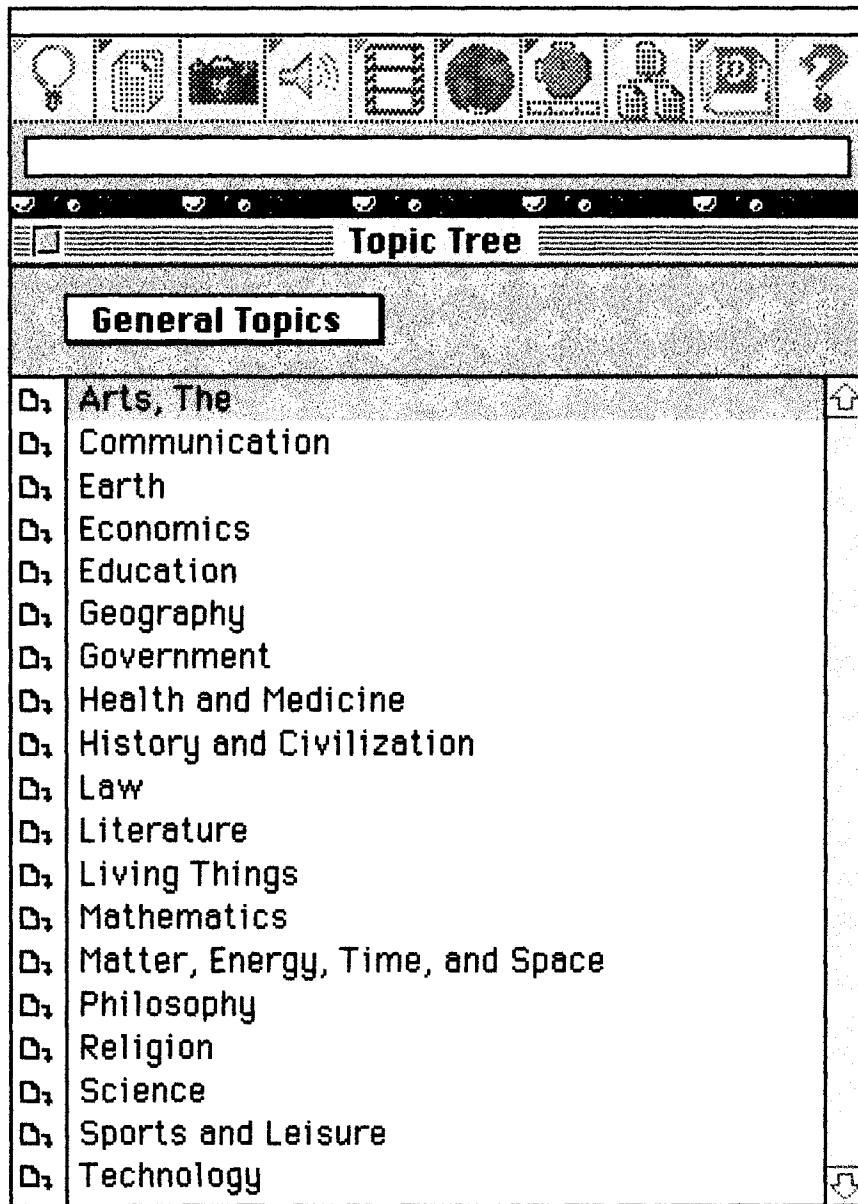 Topic Tree
General Topics
Arts, The
Communication
Earth
Economics
Education
Geography
Government
Health and Medicine
History and Civilization
Law
Literature
Living Things
Mathematics
Matter, Energy, Time, and Space
Philosophy
Religion
Science
Sports and Leisure
Technology